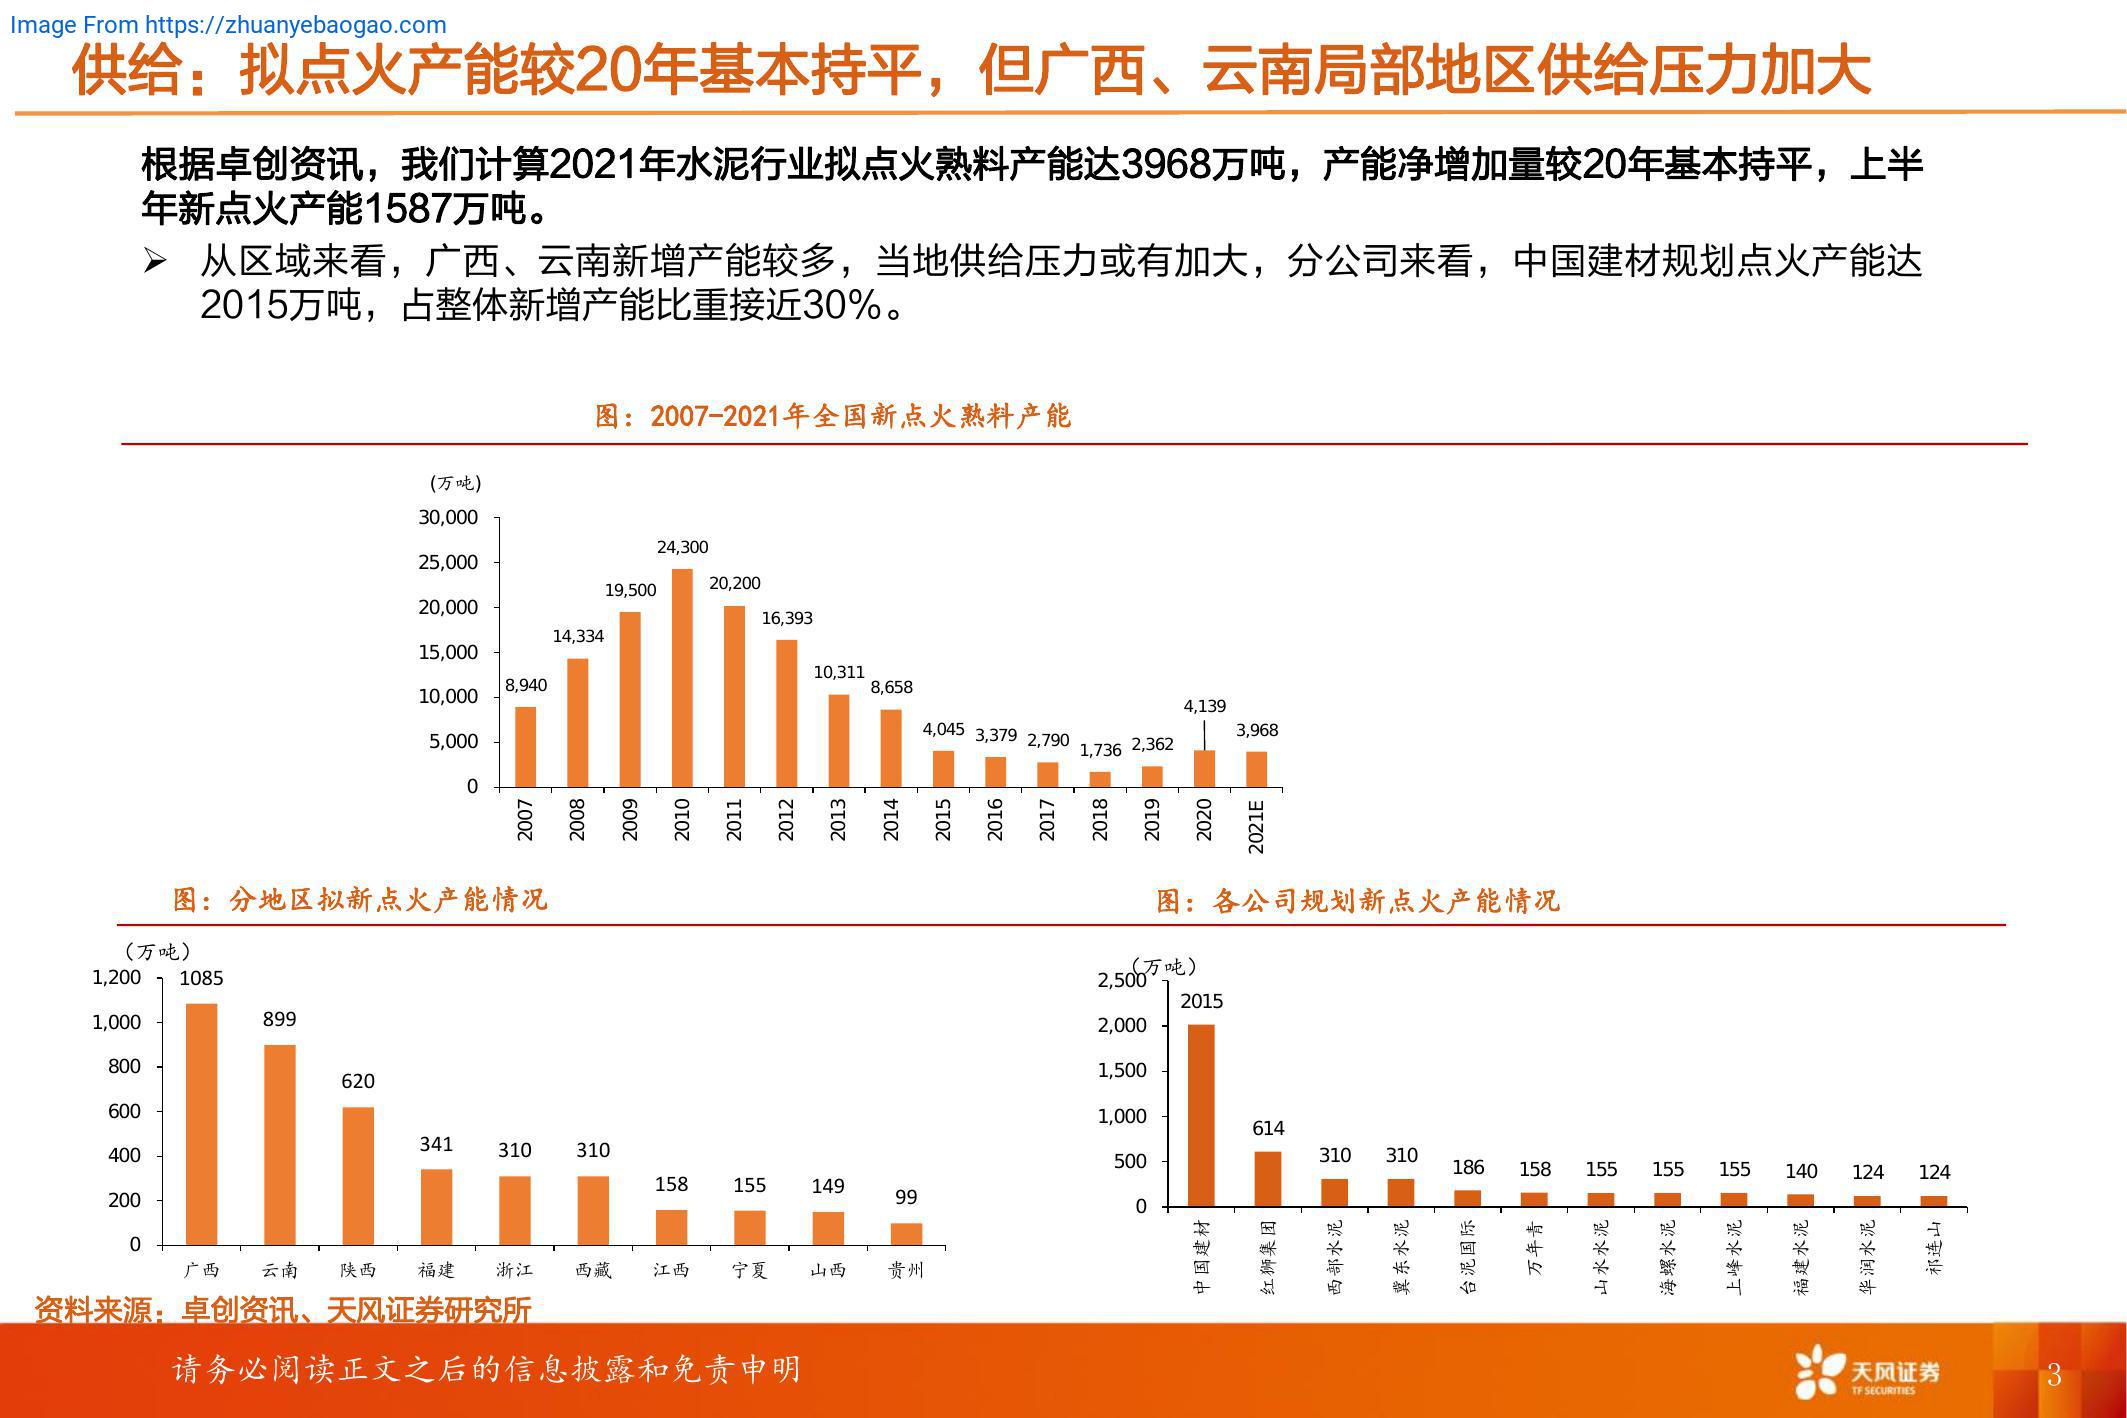 Image From https://zhuanyebaogao.com
供给：拟点火产能较20年基本持平，但广西、云南局部地区供给压力加大
根据卓创资讯，我们计算2021年水泥行业拟点火熟料产能达3968万吨，产能净增加量较20年基本持平，上半
年新点火产能1587万吨。
➢ 从区域来看，广西、云南新增产能较多，当地供给压力或有加大，分公司来看，中国建材规划点火产能达
2015万吨，占整体新增产能比重接近30%。
图：2007-2021年全国新点火熟料产能
(万吨)
30,000
25,000
20,000
15,000
10,000
5,000
0
8,940
14,334
19,500
24,300
20,200
16,393
10,311
8,658
4,045
3,379
2,790
1,736
2,362
4,139
3,968
2007
2008
2009
2010
2011
2012
2013
2014
2015
2016
2017
2018
2019
2020
2021E
图：分地区拟新点火产能情况
（万吨）
1,200
1,000
800
600
400
200
0
1085
899
620
341
310
310
158
155
149
99
广西
云南
陕西
福建
浙江
西藏
江西
宁夏
山西
贵州
图：各公司规划新点火产能情况
（万吨）
2,500
2,000
1,500
1,000
500
0
2015
614
310
310
186
158
155
155
155
140
124
124
中国建材
红狮集团
西部水泥
冀东水泥
台泥国际
万年青
山水水泥
海螺水泥
上峰水泥
福建水泥
华润水泥
祁连山
资料来源：卓创资讯、天风证券研究所
请务必阅读正文之后的信息披露和免责申明
天风证券
TF SECURITIES
3